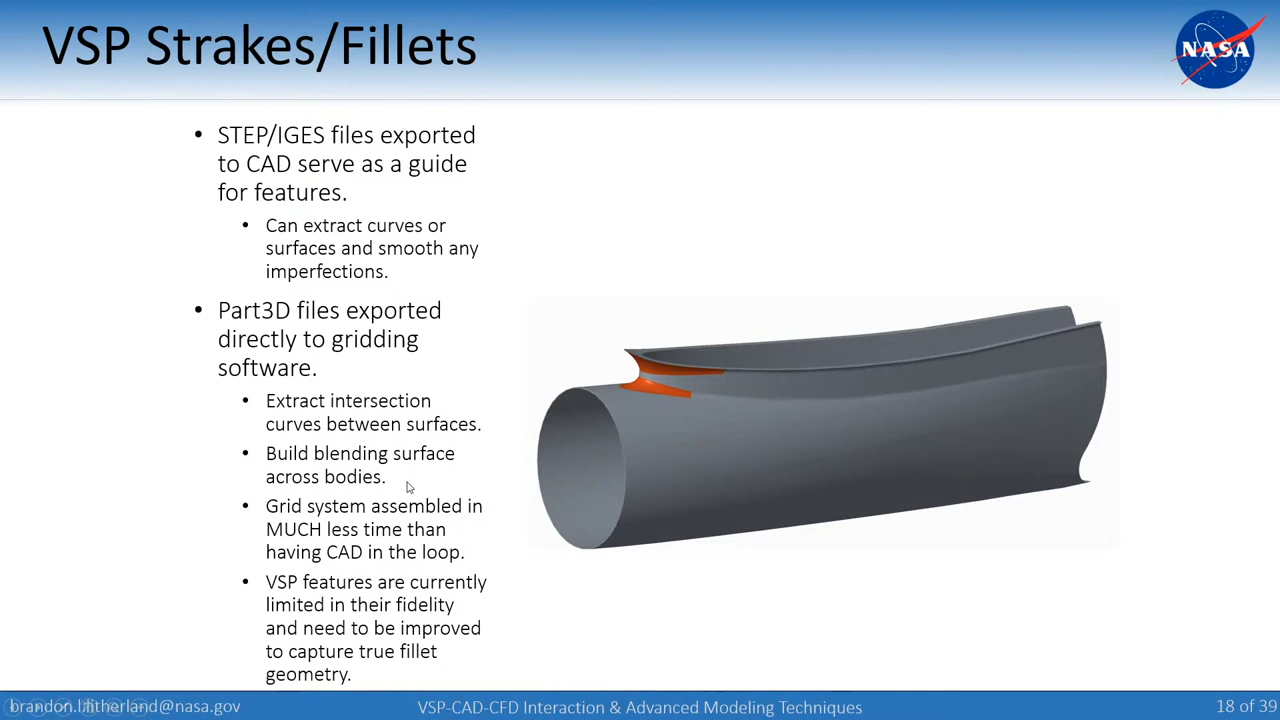 VSP Strakes/Fillets
NASA
• STEP/IGES files exported
to CAD serve as a guide
for features.
• Can extract curves or
surfaces and smooth any
imperfections.
• Part3D files exported
directly to gridding
software.
• Extract intersection
curves between surfaces.
• Build blending surface
across bodies.
• Grid system assembled in
MUCH less time than
having CAD in the loop.
• VSP features are currently
limited in their fidelity
and need to be improved
to capture true fillet
geometry.
brandon.l.litherland@nasa.gov
VSP-CAD-CFD Interaction & Advanced Modeling Techniques
18 of 39